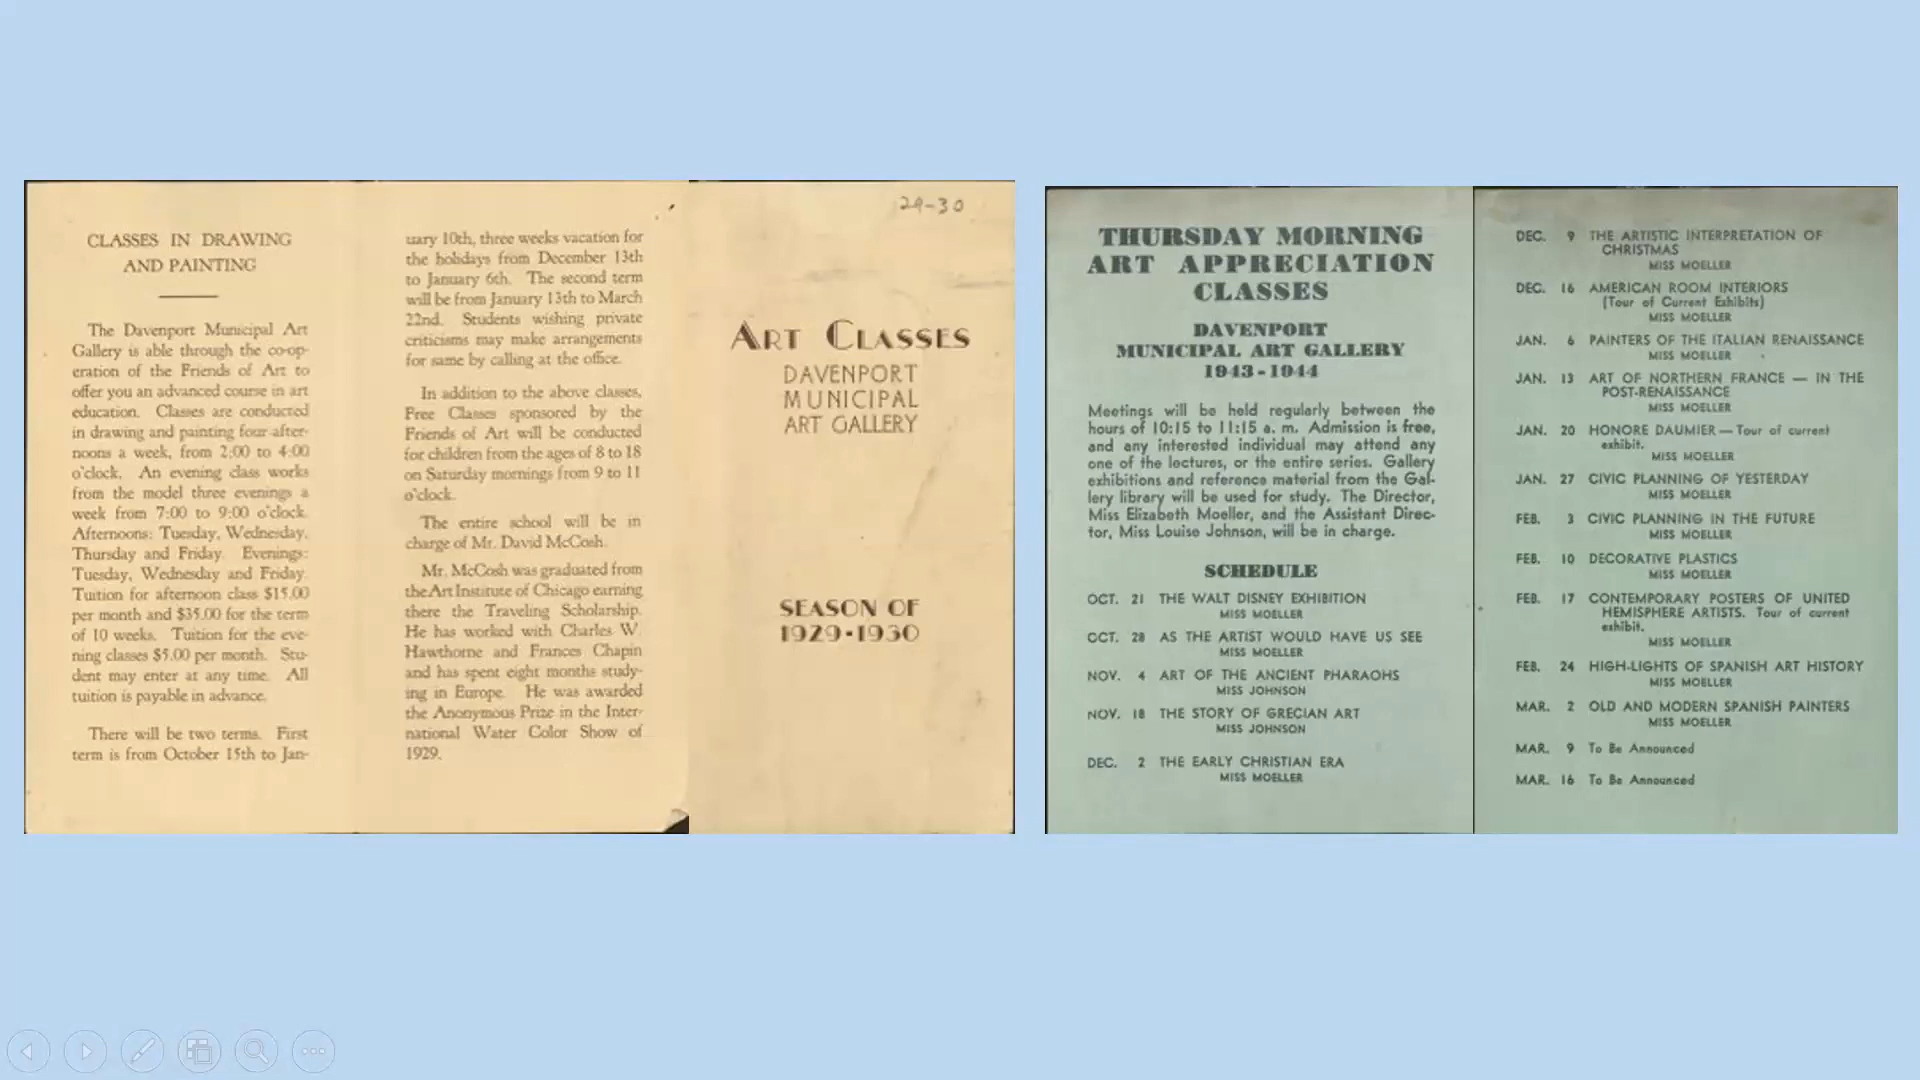 CLASSES IN DRAWING
AND PAINTING
The Davenport Municipal Art
Gallery is able through the co-op-
eration of the Friends of Art to
offer you an advanced course in art
education. Classes are conducted
in drawing and painting four after-
noons a week, from 2:00 to 4:00
o'clock. An evening class works
from the model three evenings a
week from 7:00 to 9:00 o'clock.
Afternoons: Tuesday, Wednesday,
Thursday and Friday. Evenings:
Tuesday, Wednesday and Friday.
Tuition for afternoon class $15.00
per month and $35.00 for the term
of 10 weeks. Tuition for the eve-
ning classes $5.00 per month. Stu-
dent may enter at any time. All
tuition is payable in advance.
There will be two terms. First
term is from October 15th to Jan-
uary 10th, three weeks vacation for
the holidays from December 13th
to January 6th. The second term
will be from January 13th to March
22nd. Students wishing private
criticisms may make arrangements
for same by calling at the office.
In addition to the above classes,
Free Classes sponsored by the
Friends of Art will be conducted
for children from the ages of 8 to 18
on Saturday mornings from 9 to 11
o'clock.
The entire school will be in
charge of Mr. David McCosh.
Mr. McCosh was graduated from
the Art Institute of Chicago earning
there the Traveling Scholarship.
He has worked with Charles W.
Hawthorne and Frances Chapin
and has spent eight months study-
ing in Europe. He was awarded
the Anonymous Prize in the Inter-
national Water Color Show of
1929.
29-30
ART CLASSES
DAVENPORT
MUNICIPAL
ART GALLERY
SEASON OF
1929-1930
THURSDAY MORNING
ART APPRECIATION
CLASSES
DAVENPORT
MUNICIPAL ART GALLERY
1943-1944
Meetings will be held regularly between the
hours of 10:15 to 11:15 a. m. Admission is free,
and any interested individual may attend any
one of the lectures, or the entire series. Gallery
exhibitions and reference material from the Gal-
lery library will be used for study. The Director,
Miss Elizabeth Moeller, and the Assistant Direc-
tor, Miss Louise Johnson, will be in charge.
SCHEDULE
OCT. 21 THE WALT DISNEY EXHIBITION
MISS MOELLER
OCT. 28 AS THE ARTIST WOULD HAVE US SEE
MISS MOELLER
NOV. 4 ART OF THE ANCIENT PHARAOHS
MISS JOHNSON
NOV. 18 THE STORY OF GRECIAN ART
MISS JOHNSON
DEC. 2 THE EARLY CHRISTIAN ERA
MISS MOELLER
DEC. 9 THE ARTISTIC INTERPRETATION OF
CHRISTMAS
MISS MOELLER
DEC. 16 AMERICAN ROOM INTERIORS
(Tour of Current Exhibits)
MISS MOELLER
JAN. 6 PAINTERS OF THE ITALIAN RENAISSANCE
MISS MOELLER
JAN. 13 ART OF NORTHERN FRANCE — IN THE
POST-RENAISSANCE
MISS MOELLER
JAN. 20 HONORE DAUMIER — Tour of current
exhibit.
MISS MOELLER
JAN. 27 CIVIC PLANNING OF YESTERDAY
MISS MOELLER
FEB. 3 CIVIC PLANNING IN THE FUTURE
MISS MOELLER
FEB. 10 DECORATIVE PLASTICS
MISS MOELLER
FEB. 17 CONTEMPORARY POSTERS OF UNITED
HEMISPHERE ARTISTS. Tour of current
exhibit.
MISS MOELLER
FEB. 24 HIGH-LIGHTS OF SPANISH ART HISTORY
MISS MOELLER
MAR. 2 OLD AND MODERN SPANISH PAINTERS
MISS MOELLER
MAR. 9 To Be Announced
MAR. 16 To Be Announced